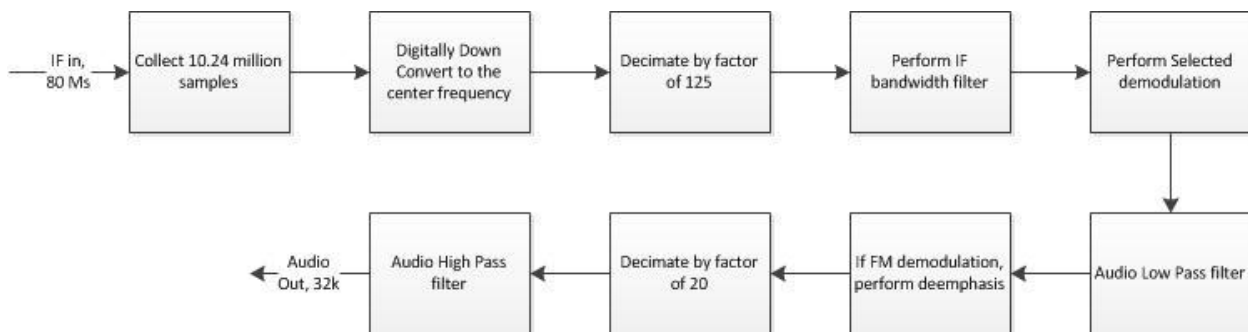 IF in,
80 Ms
Collect 10.24 million
samples
Digitally Down
Convert to the
center frequency
Decimate by factor
of 125
Perform IF
bandwidth filter
Perform Selected
demodulation
Audio
Out, 32k
Audio High Pass
filter
Decimate by factor
of 20
If FM demodulation,
perform deemphasis
Audio Low Pass filter